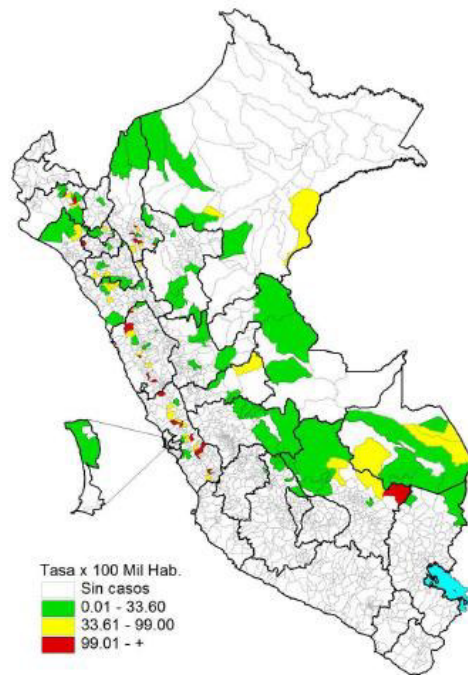 Tasa x 100 Mil Hab.
Sin casos
0.01 - 33.60
33.61 - 99.00
99.01 - +